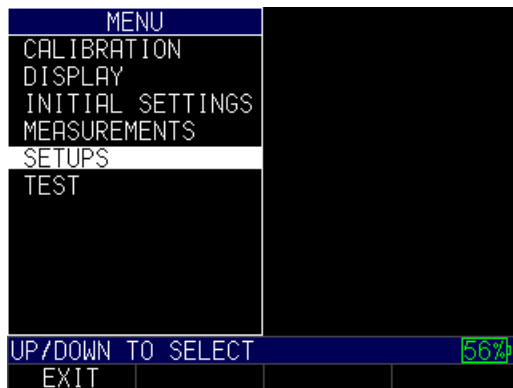 MENU
CALIBRATION
DISPLAY
INITIAL SETTINGS
MEASUREMENTS
SETUPS
TEST
UP/DOWN TO SELECT 56%
EXIT